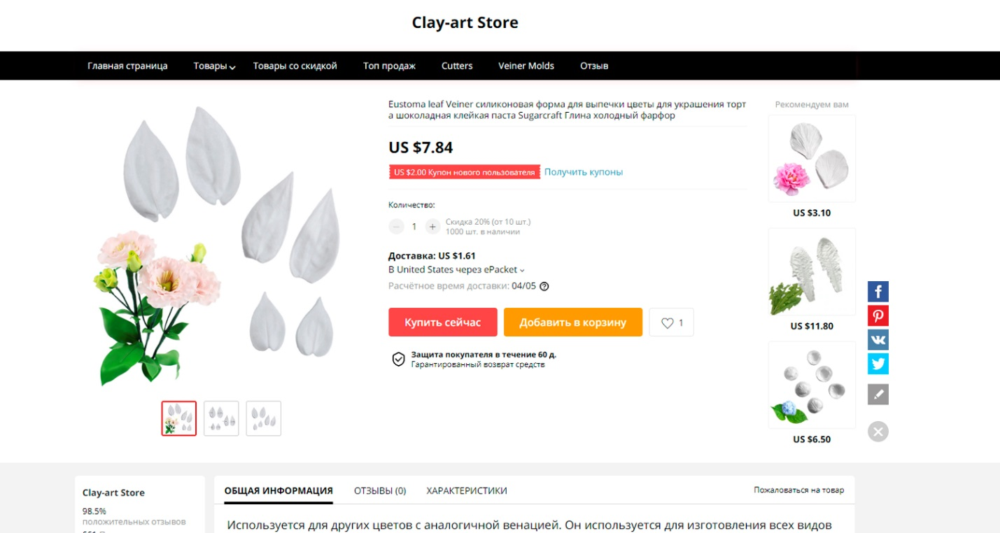 Clay-art Store
Главная страница Товары Товары со скидкой Топ продаж Cutters Veiner Molds Отзыв
Eustoma leaf Veiner силиконовая форма для выпечки цветы для украшения торт
а шоколадная клейкая паста Sugarcraft Глина холодный фарфор
US $7.84
US $2.00 Купон нового пользователя Получить купоны
Количество:
1
Скидка 20% (от 10 шт.)
1000 шт. в наличии
Доставка: US $1.61
В United States через ePacket
Расчётное время доставки: 04/05
Купить сейчас Добавить в корзину 1
Защита покупателя в течение 60 д.
Гарантированный возврат средств
Рекомендуем вам
US $3.10
US $11.80
US $6.50
Clay-art Store
98.5%
положительных отзывов
ОБЩАЯ ИНФОРМАЦИЯ ОТЗЫВЫ (0) ХАРАКТЕРИСТИКИ Пожаловаться на товар
Используется для других цветов с аналогичной венацией. Он используется для изготовления всех видов